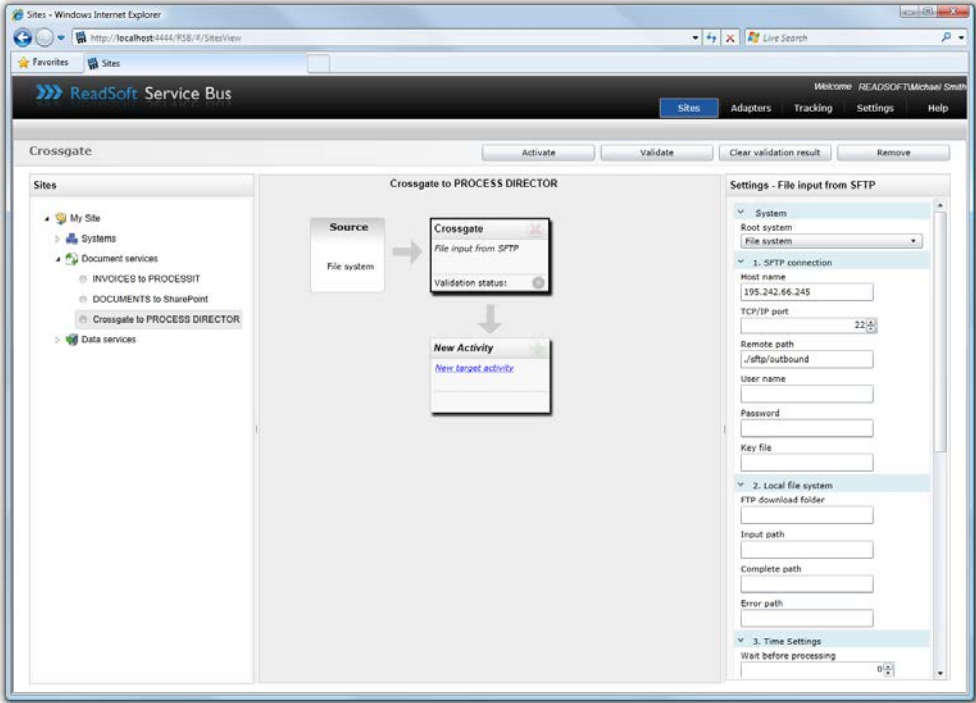 Sites - Windows Internet Explorer
http://localhost:4444/RSB/#/SitesView
Live Search
Favorites
Sites
ReadSoft Service Bus
Welcome READSOFT\Michael Smith
Sites
Adapters
Tracking
Settings
Help
Crossgate
Activate
Validate
Clear validation result
Remove
Sites
My Site
Systems
Document services
INVOICES to PROCESSIT
DOCUMENTS to SharePoint
Crossgate to PROCESS DIRECTOR
Data services
Crossgate to PROCESS DIRECTOR
Source
File system
Crossgate
File input from SFTP
Validation status:
New Activity
New target activity
Settings - File input from SFTP
System
Root system
File system
1. SFTP connection
Host name
195.242.66.245
TCP/IP port
22
Remote path
./sftp/outbound
User name
Password
Key file
2. Local file system
FTP download folder
Input path
Complete path
Error path
3. Time Settings
Wait before processing
0